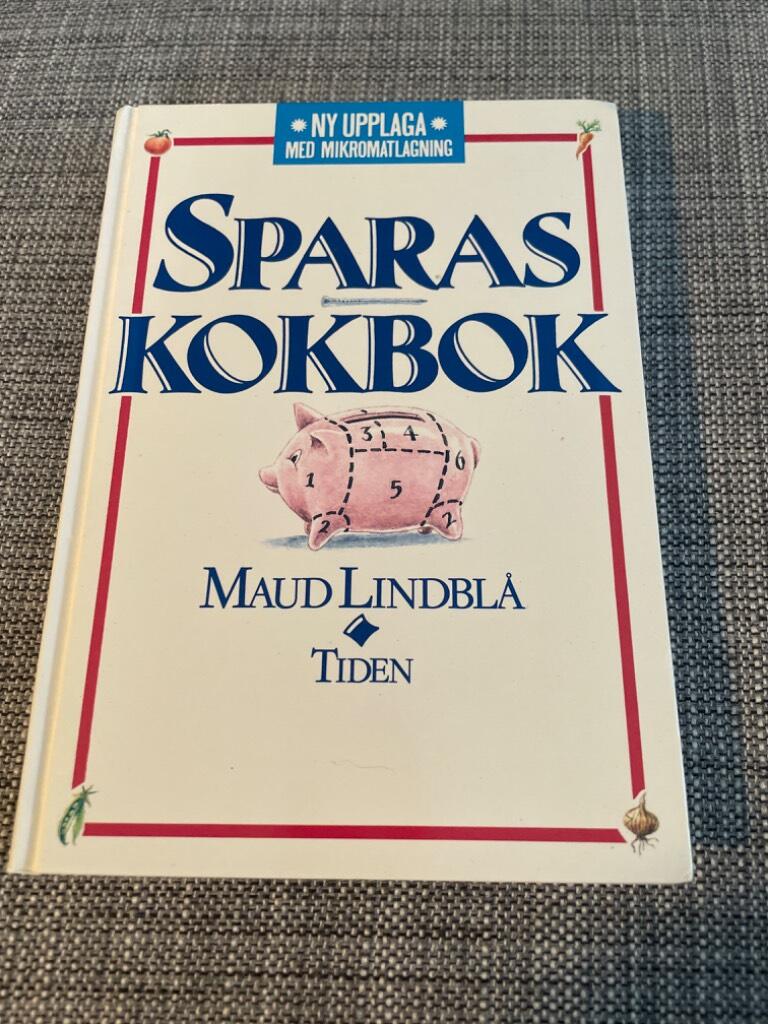 NY UPPLAGA
MED MIKROMATLAGNING
SPARAS
KOKBOK
3 4
1 5 6
2 2
MAUD LINDBLÅ
TIDEN